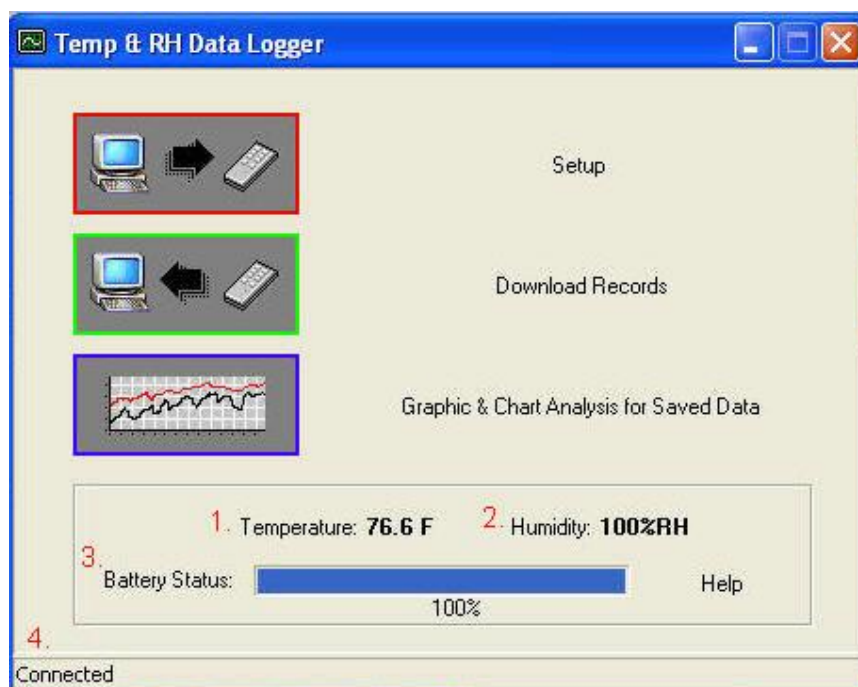 Temp & RH Data Logger
Setup
Download Records
Graphic & Chart Analysis for Saved Data
1. Temperature: 76.6 F 2. Humidity: 100%RH
3. Battery Status: Help
100%
4.
Connected